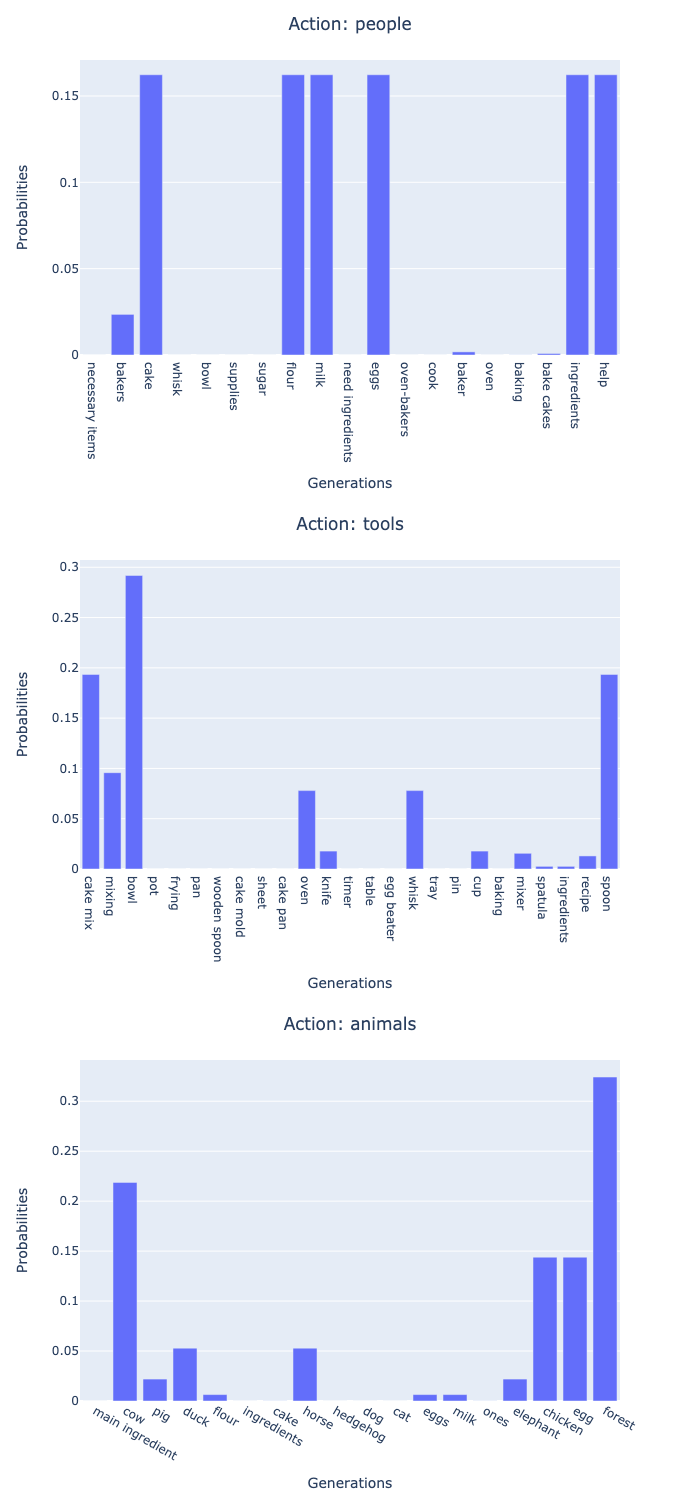 Action: people
Probabilities
0.15
0.1
0.05
0
necessary items
bakers
cake
whisk
bowl
supplies
sugar
flour
milk
need ingredients
eggs
oven-bakers
cook
baker
oven
baking
bake cakes
ingredients
help
Generations
Action: tools
Probabilities
0.3
0.25
0.2
0.15
0.1
0.05
0
cake mix
mixing
bowl
pot
frying
pan
wooden spoon
cake mold
sheet
cake pan
oven
knife
timer
table
egg beater
whisk
tray
pin
cup
baking
mixer
spatula
ingredients
recipe
spoon
Generations
Action: animals
Probabilities
0.3
0.25
0.2
0.15
0.1
0.05
0
main ingredient
cow
pig
duck
flour
ingredients
cake
horse
hedgehog
dog
cat
eggs
milk
ones
elephant
chicken
egg
forest
Generations